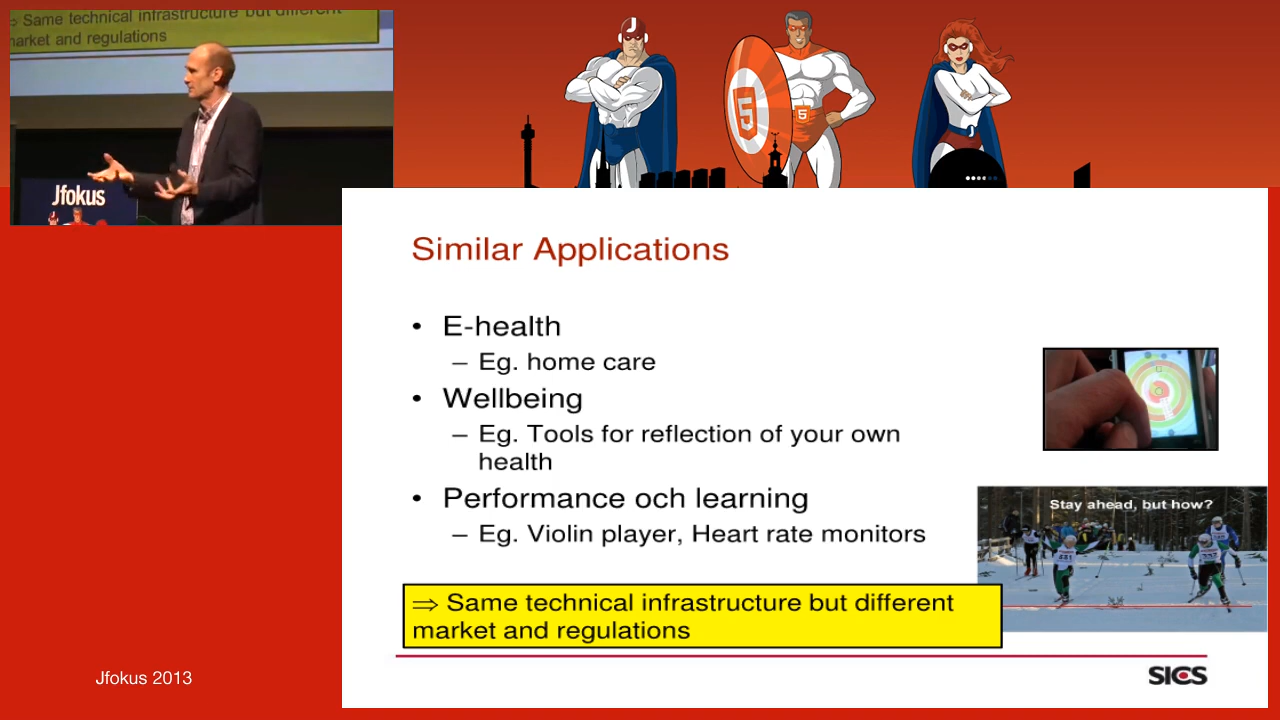 ⇒ Same technical infrastructure but different
market and regulations
Jfokus
J
5
5
Similar Applications
• E-health
– Eg. home care
• Wellbeing
– Eg. Tools for reflection of your own
health
• Performance och learning
– Eg. Violin player, Heart rate monitors
Stay ahead, but how?
⇒ Same technical infrastructure but different
market and regulations
SICS
Jfokus 2013